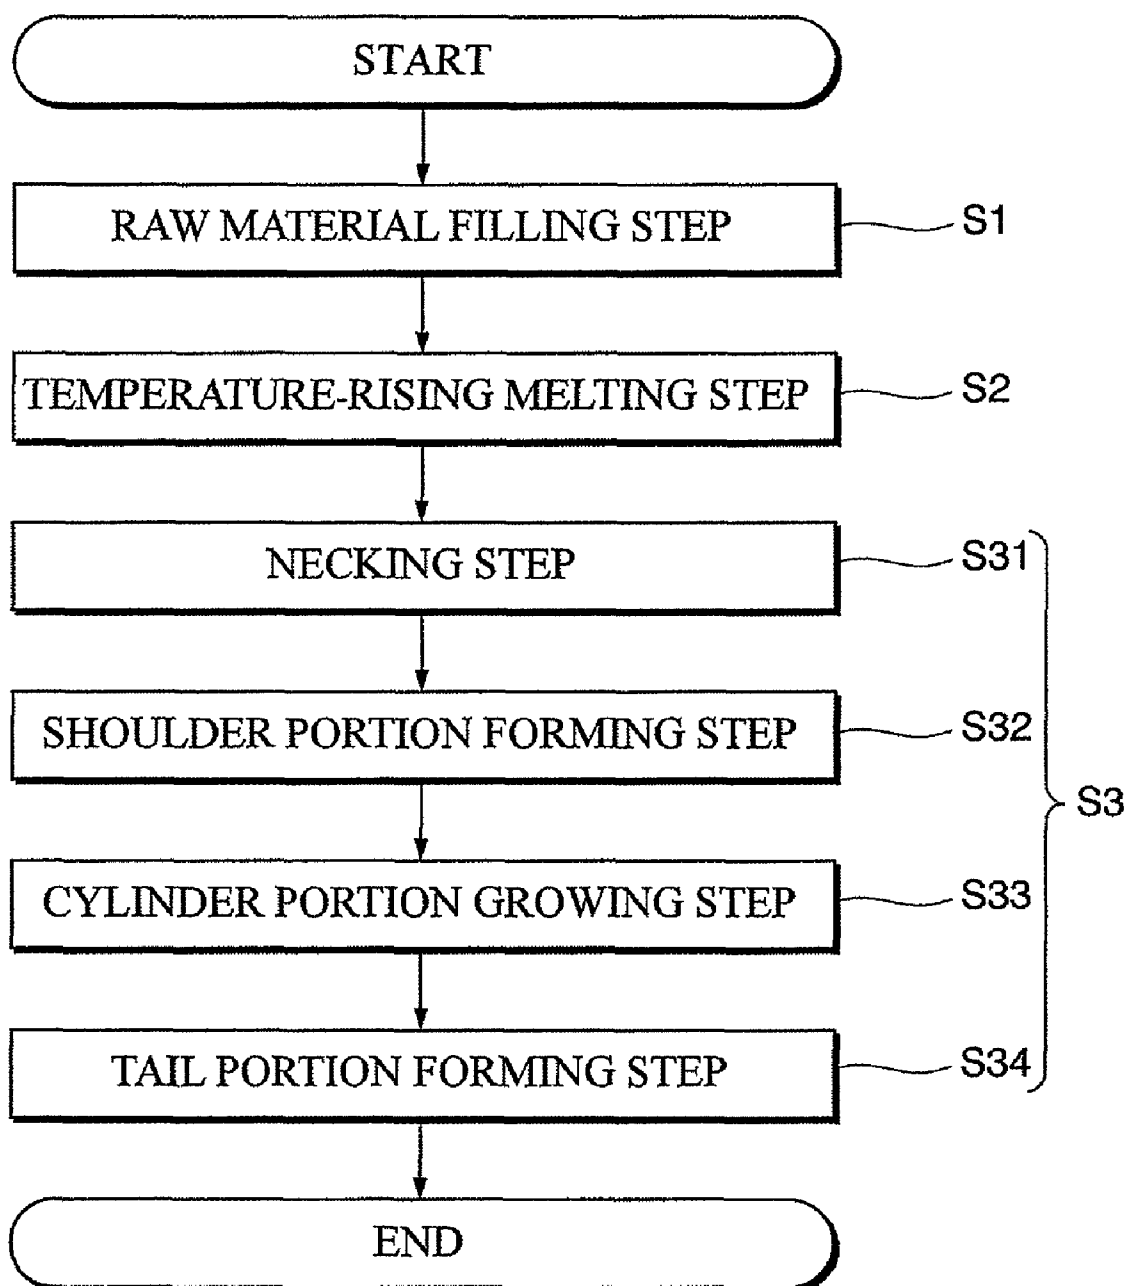 START
RAW MATERIAL FILLING STEP
S1
TEMPERATURE-RISING MELTING STEP
S2
NECKING STEP
S31
SHOULDER PORTION FORMING STEP
S32
S3
CYLINDER PORTION GROWING STEP
S33
TAIL PORTION FORMING STEP
S34
END